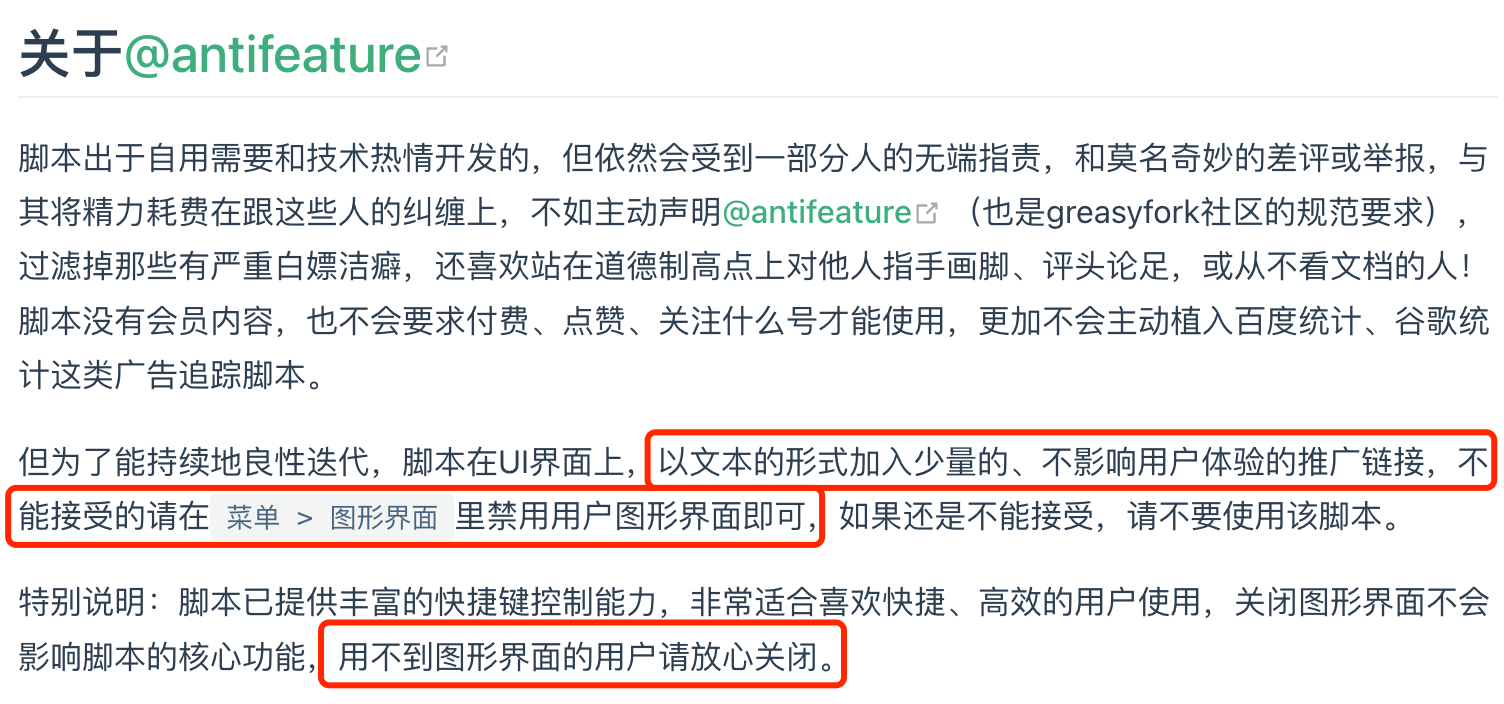 关于@antifeature
脚本出于自用需要和技术热情开发的，但依然会受到一部分人的无端指责，和莫名奇妙的差评或举报，与
其将精力耗费在跟这些人的纠缠上，不如主动声明@antifeature （也是greasyfork社区的规范要求），
过滤掉那些有严重白嫖洁癖，还喜欢站在道德制高点上对他人指手画脚、评头论足，或从不看文档的人！
脚本没有会员内容，也不会要求付费、点赞、关注什么号才能使用，更加不会主动植入百度统计、谷歌统
计这类广告追踪脚本。
但为了能持续地良性迭代，脚本在UI界面上，以文本的形式加入少量的、不影响用户体验的推广链接，不
能接受的请在 菜单 > 图形界面 里禁用用户图形界面即可，如果还是不能接受，请不要使用该脚本。
特别说明：脚本已提供丰富的快捷键控制能力，非常适合喜欢快捷、高效的用户使用，关闭图形界面不会
影响脚本的核心功能，用不到图形界面的用户请放心关闭。